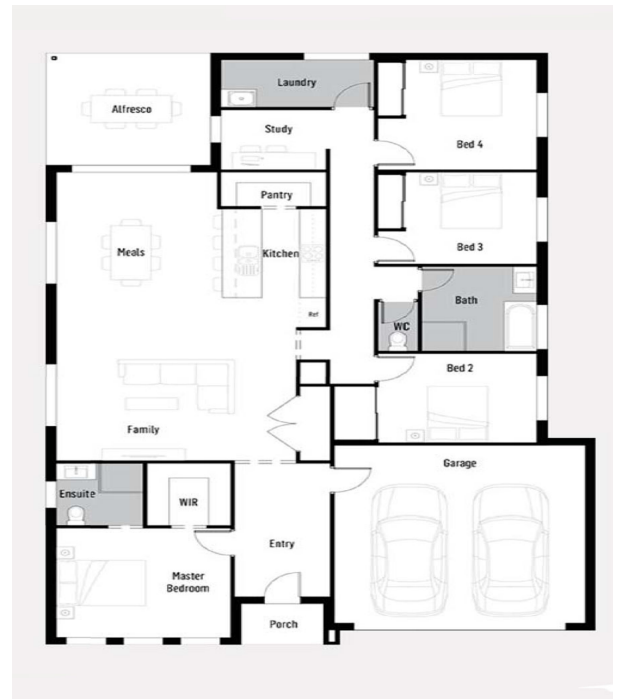 Laundry
Alfresco
Study
Bed 4
Pantry
Meals
Kitchen
Bed 3
Bath
Ref
WC
Bed 2
Family
Garage
Ensuite
WIR
Entry
Master
Bedroom
Porch